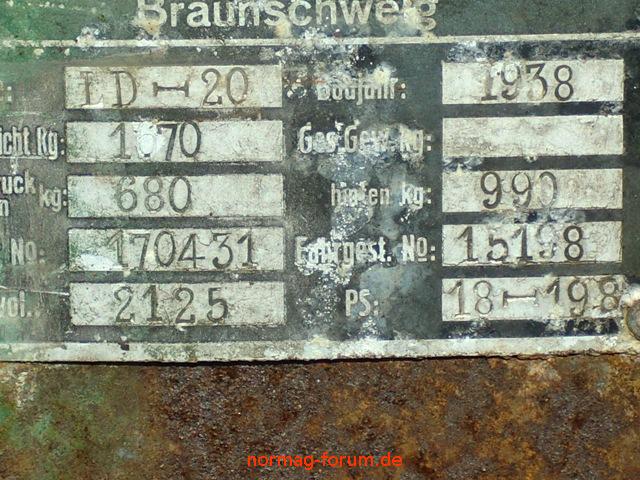 Braunschweig
: LD-20 Baujahr: 1938
icht kg: 1670 Ges.Gew. kg:
ruck
n kg: 680 hinten kg: 990
No: 170431 Fahrgest. No: 15198
vol.: 2125 PS: 18-198
normag-forum.de